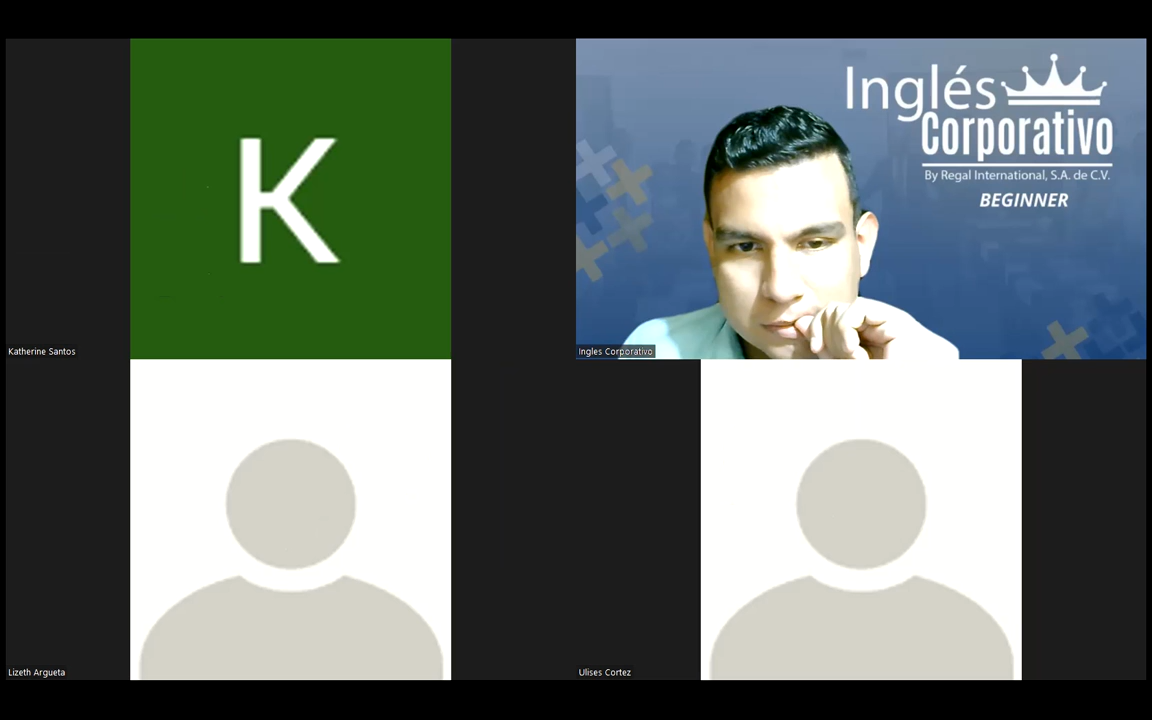 K
Katherine Santos
Inglés
Corporativo
By Regal International, S.A. de C.V.
BEGINNER
Ingles Corporativo
Lizeth Argueta
Ulises Cortez